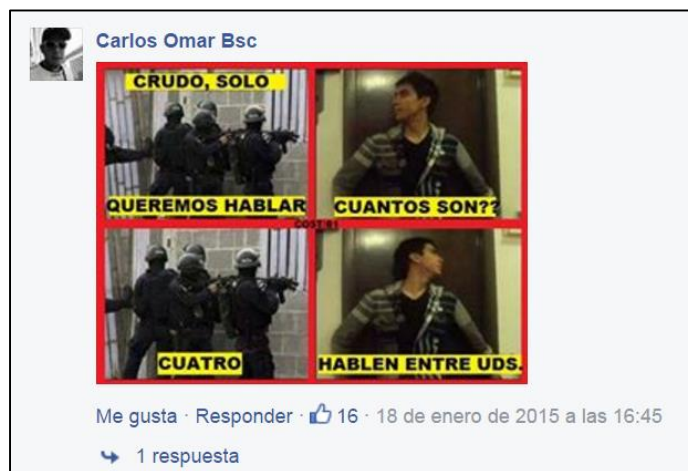 Carlos Omar Bsc
CRUDO, SOLO
QUEREMOS HABLAR
CUANTOS SON??
CUATRO
HABLEN ENTRE UDS.
Me gusta · Responder · 16 · 18 de enero de 2015 a las 16:45
1 respuesta